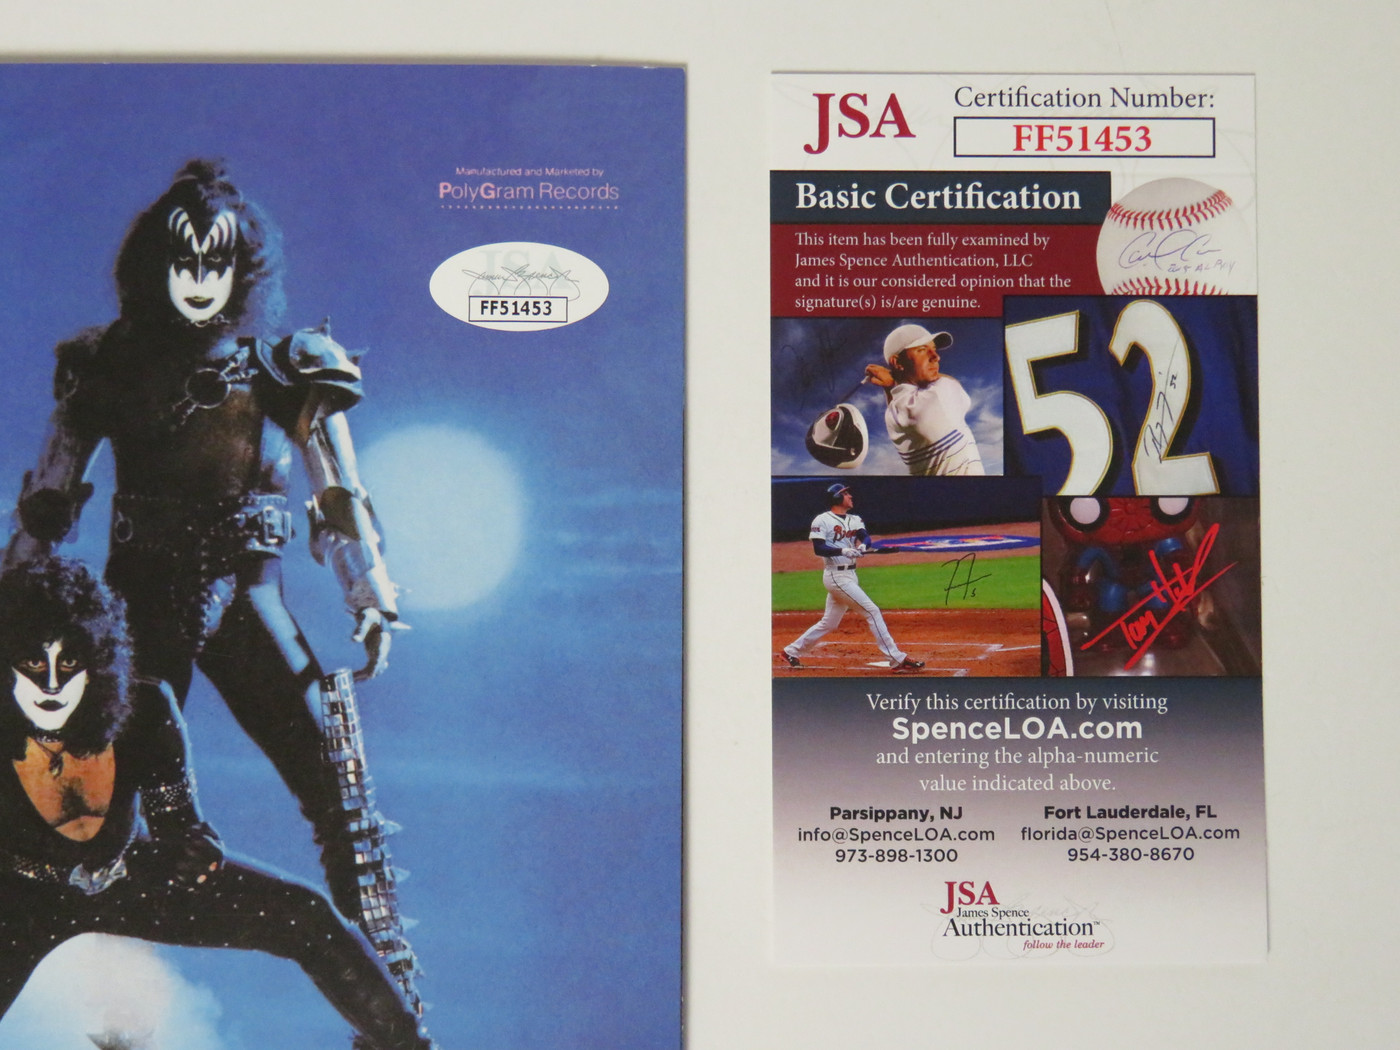 Manufactured and Marketed by
PolyGram Records
JSA
FF51453
JSA
Certification Number:
FF51453
Basic Certification
This item has been fully examined by
James Spence Authentication, LLC
and it is our considered opinion that the
signature(s) is/are genuine.
52
52
Verify this certification by visiting
SpenceLOA.com
and entering the alpha-numeric
value indicated above.
Parsippany, NJ
info@SpenceLOA.com
973-898-1300
Fort Lauderdale, FL
florida@SpenceLOA.com
954-380-8670
JSA
James Spence
Authentication™
follow the leader